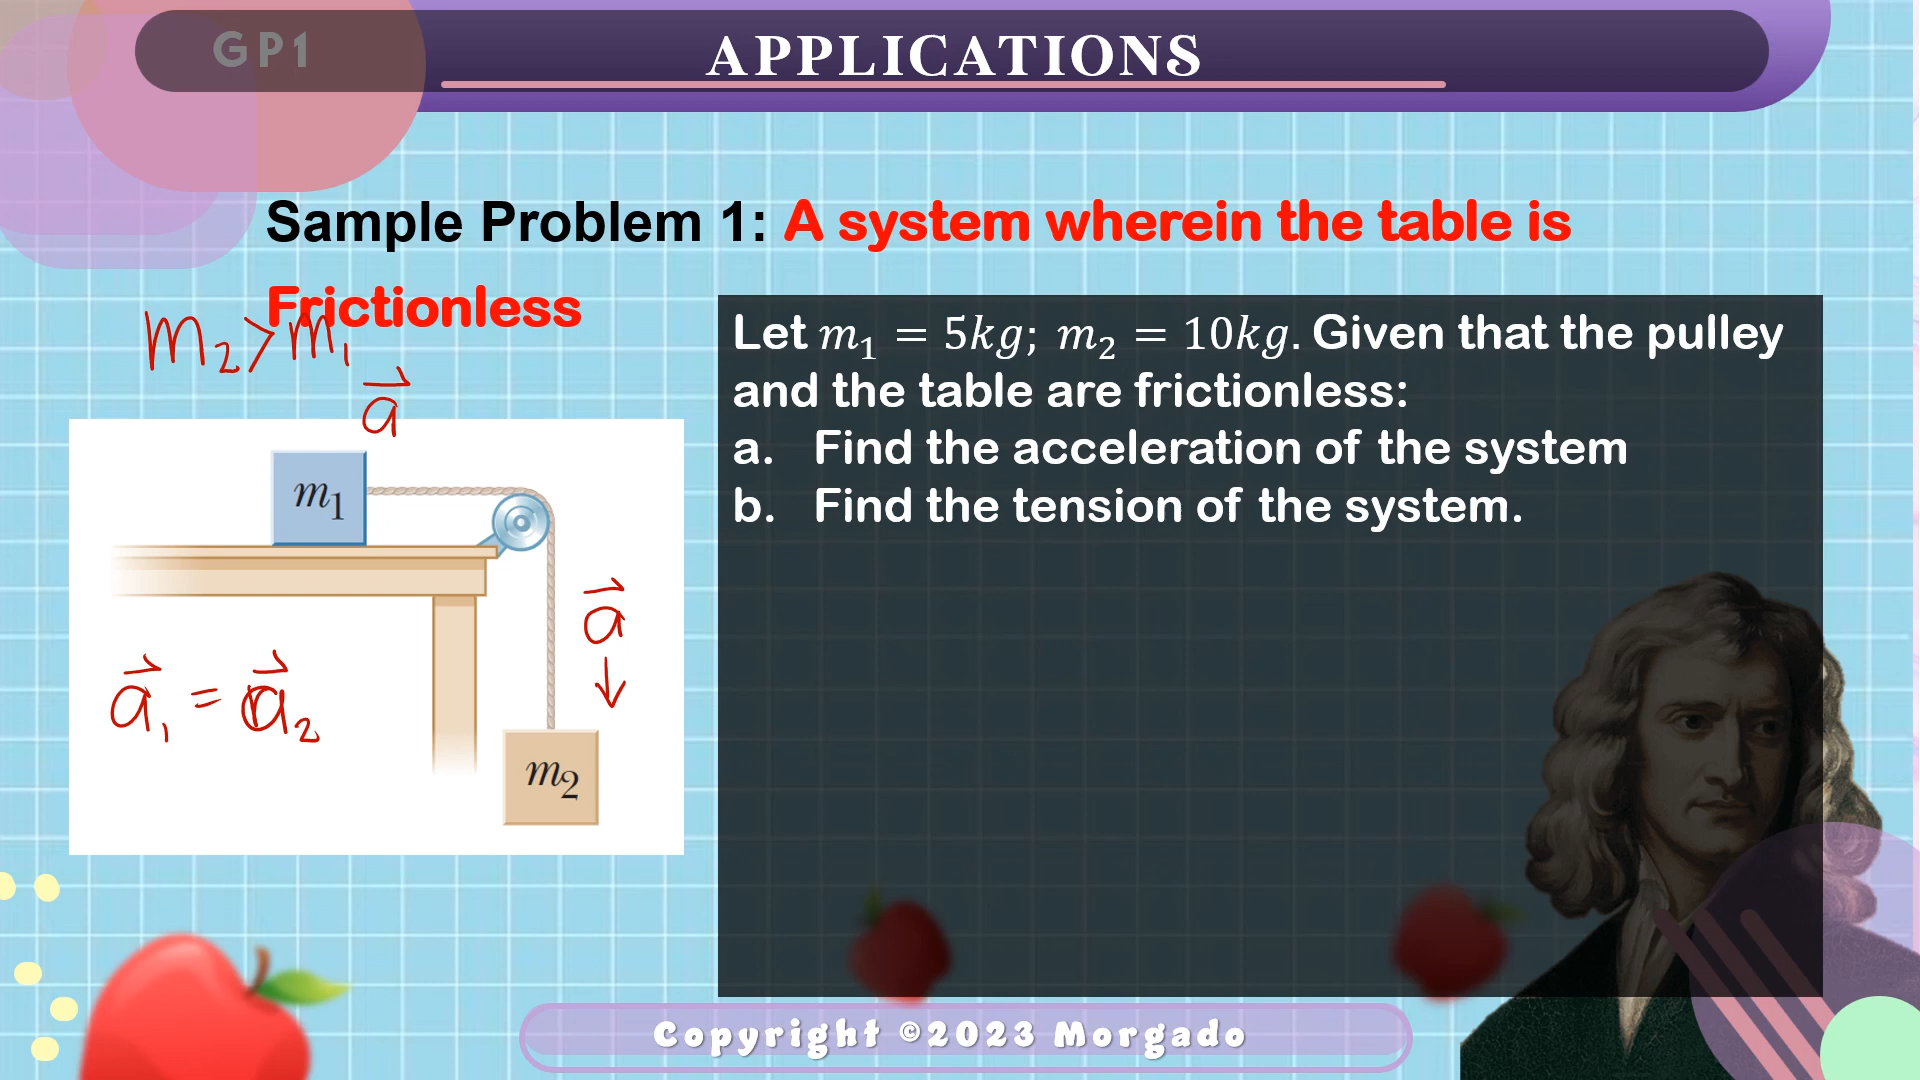 GP1
APPLICATIONS
Sample Problem 1: A system wherein the table is
Frictionless
m₂ > m₁
Let m₁ = 5kg; m₂ = 10kg. Given that the pulley
and the table are frictionless:
a. Find the acceleration of the system
b. Find the tension of the system.
a⃗
m₁
a⃗
a⃗₁ = a⃗₂
m₂
Copyright ©2023 Morgado